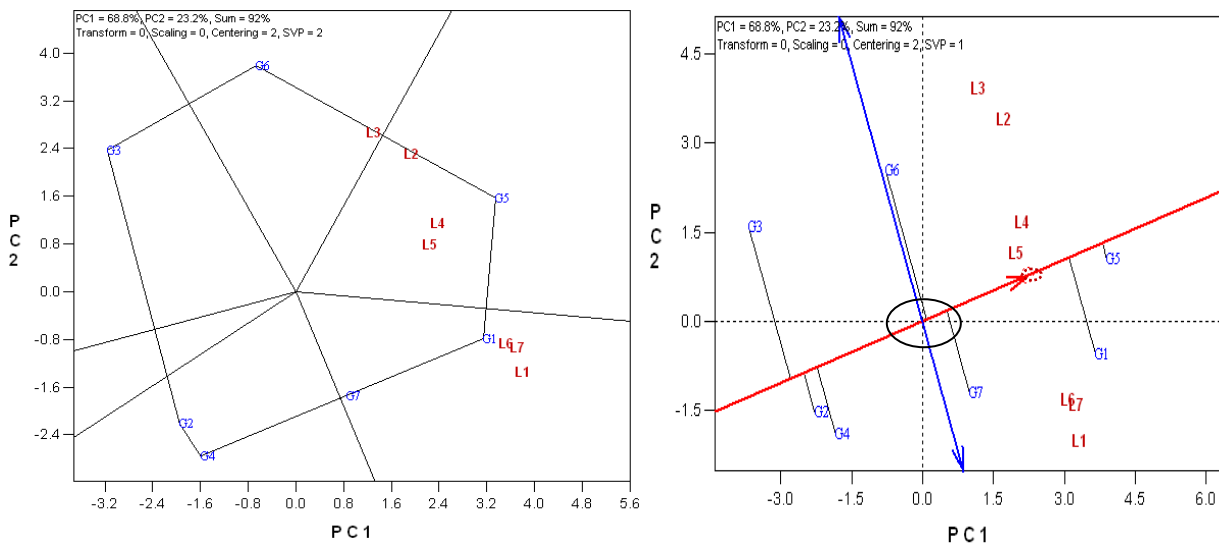 PC1 = 68.8%, PC2 = 23.2%, Sum = 92%
Transform = 0, Scaling = 0, Centering = 2, SVP = 2
4.0
3.2
2.4
1.6
0.8
0.0
-0.8
-1.6
-2.4
PC2
G6
G3
L3
L2
G5
L4
L5
G1
L6
L7
L1
G7
G2
G4
-3.2 -2.4 -1.6 -0.8 0.0 0.8 1.6 2.4 3.2 4.0 4.8 5.6
PC1
PC1 = 68.8%, PC2 = 23.2%, Sum = 92%
Transform = 0, Scaling = 0, Centering = 2, SVP = 1
4.5
3.0
1.5
0.0
-1.5
PC2
L3
L2
G6
G3
L4
L5
G5
G1
G7
L6
L7
G2
G4
L1
-3.0 -1.5 0.0 1.5 3.0 4.5 6.0
PC1